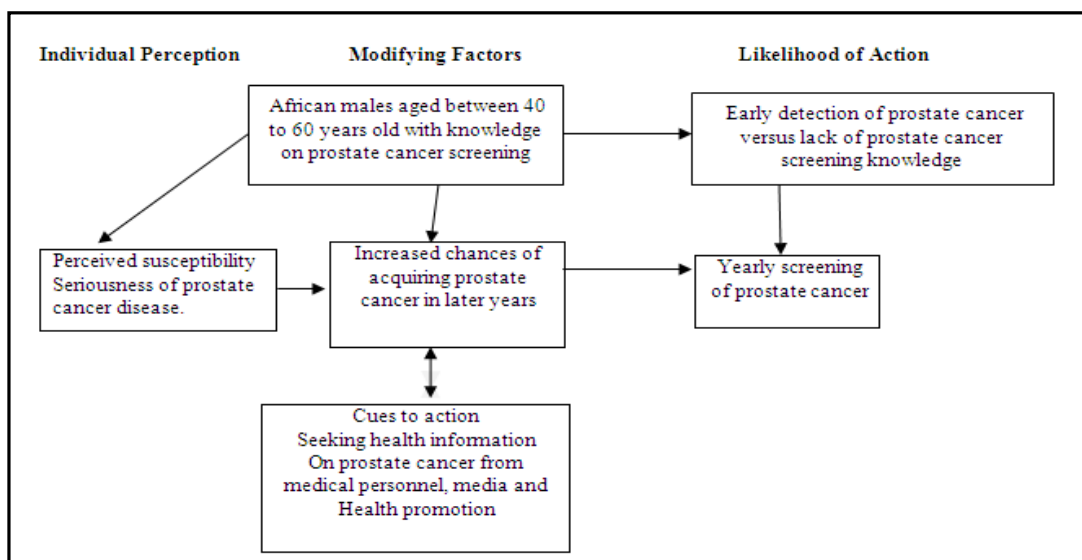 Individual Perception
Modifying Factors
Likelihood of Action
African males aged between 40
to 60 years old with knowledge
on prostate cancer screening
Early detection of prostate cancer
versus lack of prostate cancer
screening knowledge
Perceived susceptibility
Seriousness of prostate
cancer disease.
Increased chances of
acquiring prostate
cancer in later years
Yearly screening
of prostate cancer
Cues to action
Seeking health information
On prostate cancer from
medical personnel, media and
Health promotion